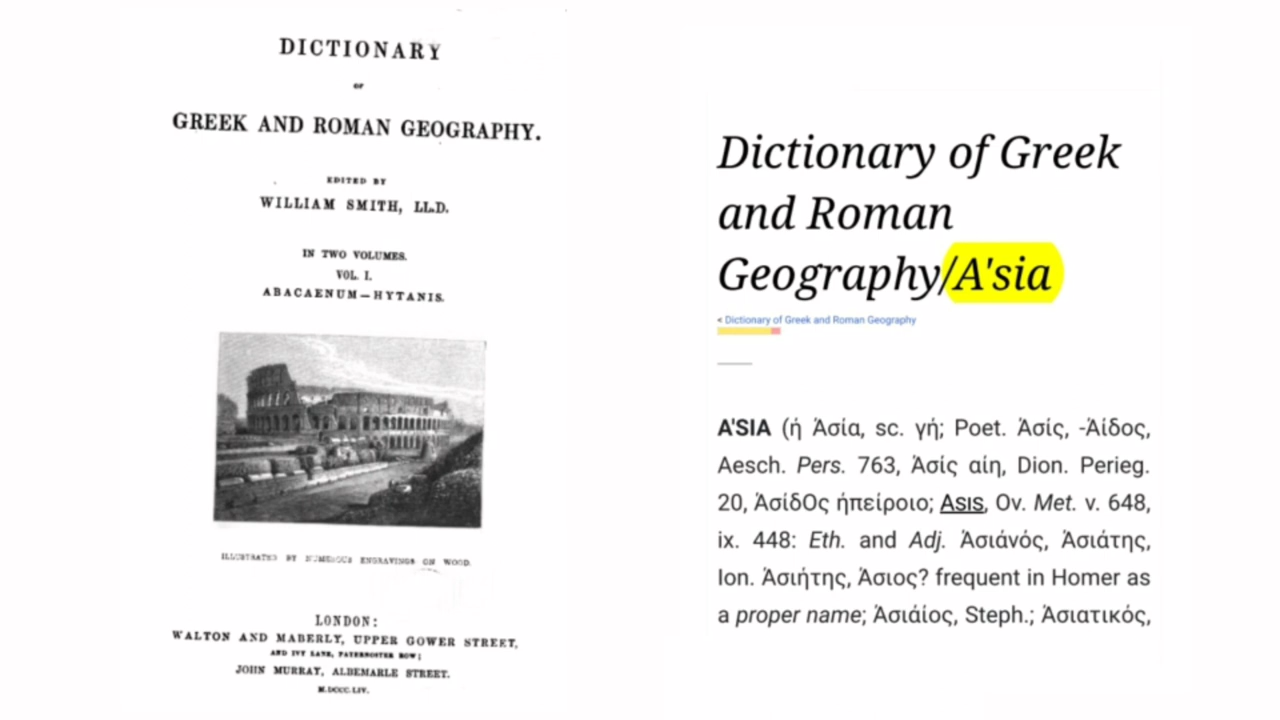 DICTIONARY
OF
GREEK AND ROMAN GEOGRAPHY.
EDITED BY
WILLIAM SMITH, LL.D.
IN TWO VOLUMES.
VOL. I.
ABACAENUM—HYTANIS.
ILLUSTRATED BY NUMEROUS ENGRAVINGS ON WOOD.
LONDON:
WALTON AND MABERLY, UPPER GOWER STREET,
AND IVY LANE, PATERNOSTER ROW;
JOHN MURRAY, ALBEMARLE STREET.
M.DCCC.LIV.
Dictionary of Greek
and Roman
Geography/A'sia
< Dictionary of Greek and Roman Geography
A'SIA (ἡ Ἀσία, sc. γή; Poet. Ἀσίς, -Ἀίδος,
Aesch. Pers. 763, Ἀσίς αίη, Dion. Perieg.
20, ἈσίδΟς ἠπείροιο; Asis, Ov. Met. v. 648,
ix. 448: Eth. and Adj. Ἀσιάνός, Ἀσιάτης,
Ion. Ἀσιήτης, Ἀσιος? frequent in Homer as
a proper name; Ἀσιάίος, Steph.; Ἀσιατικός,